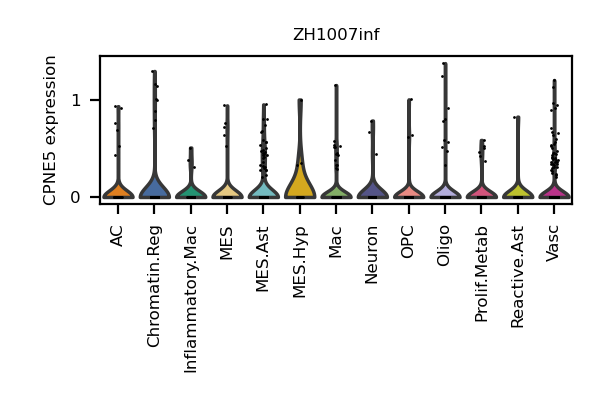 ZH1007inf
CPNE5 expression
1
0
AC
Chromatin.Reg
Inflammatory.Mac
MES
MES.Ast
MES.Hyp
Mac
Neuron
OPC
Oligo
Prolif.Metab
Reactive.Ast
Vasc